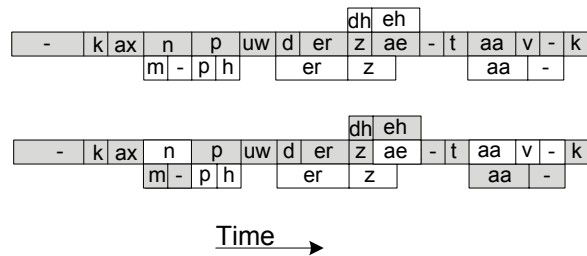 dh eh
- k ax n p uw d er z ae - t aa v - k
m - p h er z aa -
dh eh
- k ax n p uw d er z ae - t aa v - k
m - p h er z aa -
Time